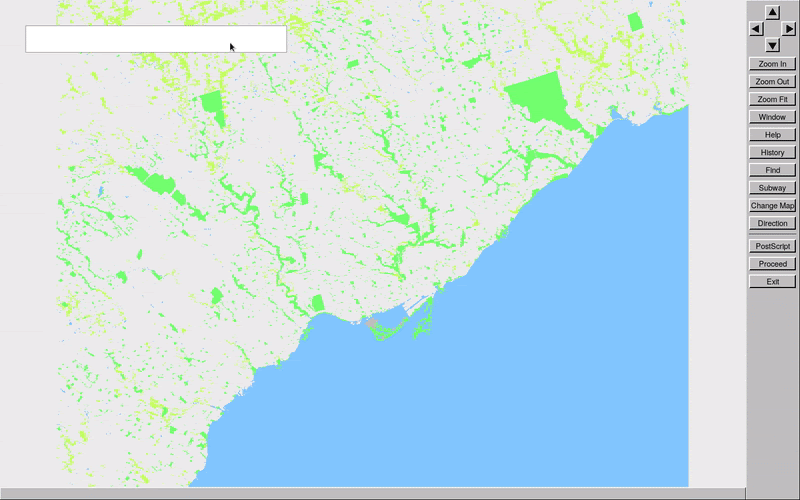 Zoom In
Zoom Out
Zoom Fit
Window
Help
History
Find
Subway
Change Map
Direction
PostScript
Proceed
Exit